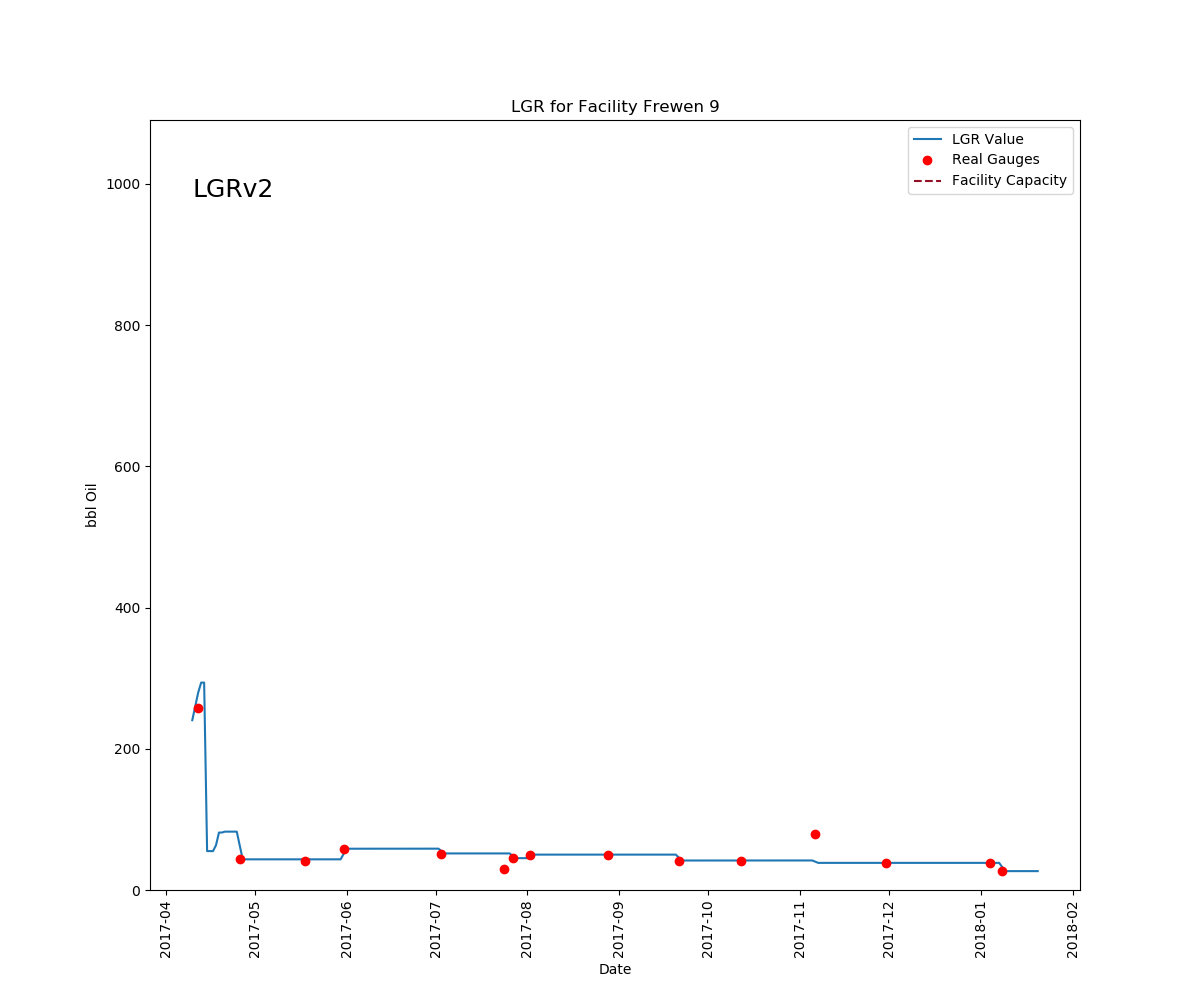 LGR for Facility Frewen 9
LGR Value
Real Gauges
Facility Capacity
LGRv2
1000
800
600
400
200
0
bbl Oil
2017-04
2017-05
2017-06
2017-07
2017-08
2017-09
2017-10
2017-11
2017-12
2018-01
2018-02
Date